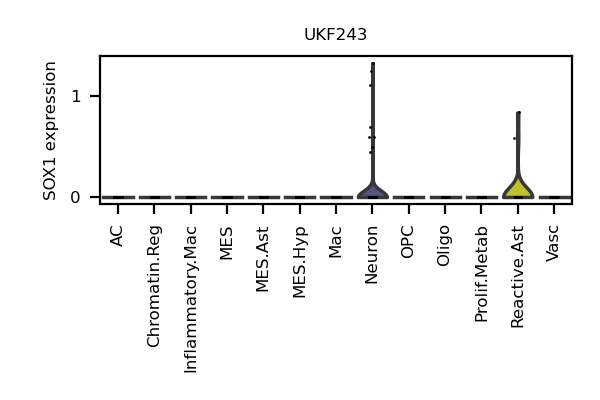 UKF243
SOX1 expression
1
0
AC
Chromatin.Reg
Inflammatory.Mac
MES
MES.Ast
MES.Hyp
Mac
Neuron
OPC
Oligo
Prolif.Metab
Reactive.Ast
Vasc